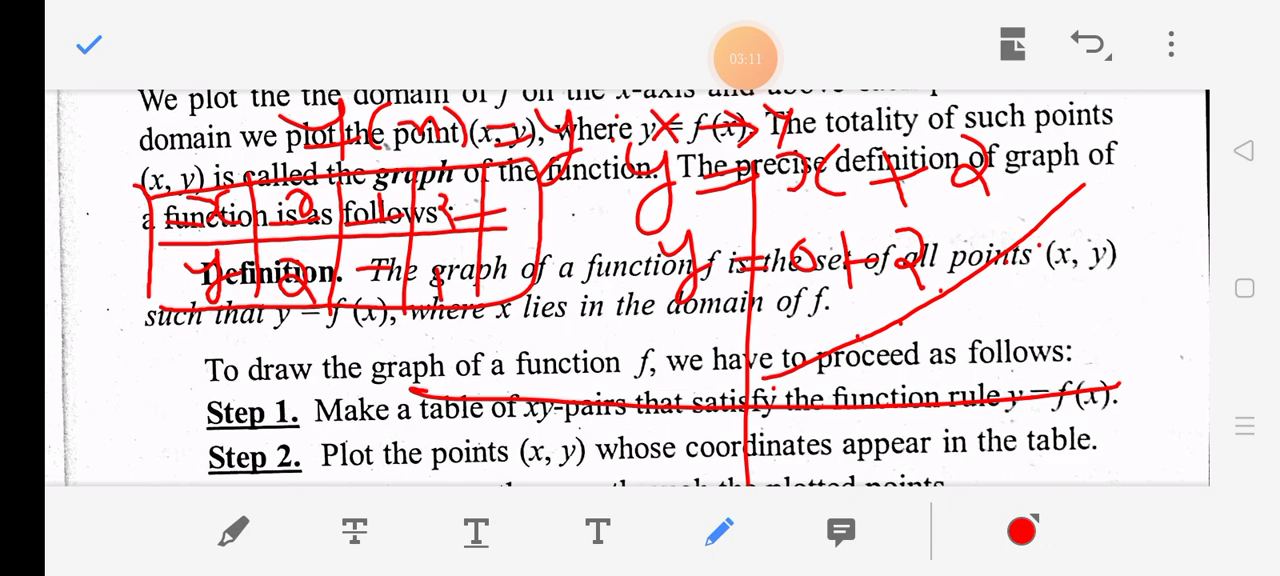 03:11
We plot the the domain of f on the x-axis and
domain we plot the point (x, y), where y = f(x). The totality of such points
(x, y) is called the graph of the function. The precise definition of graph of
a function is as follows
Definition. The graph of a function f is the set of all points (x, y)
such that y = f (x), where x lies in the domain of f.
To draw the graph of a function f, we have to proceed as follows:
Step 1. Make a table of xy-pairs that satisfy the function rule y = f(x).
Step 2. Plot the points (x, y) whose coordinates appear in the table.
the plotted points
x → y
y = x + 2
y = 0 + 2
T T T